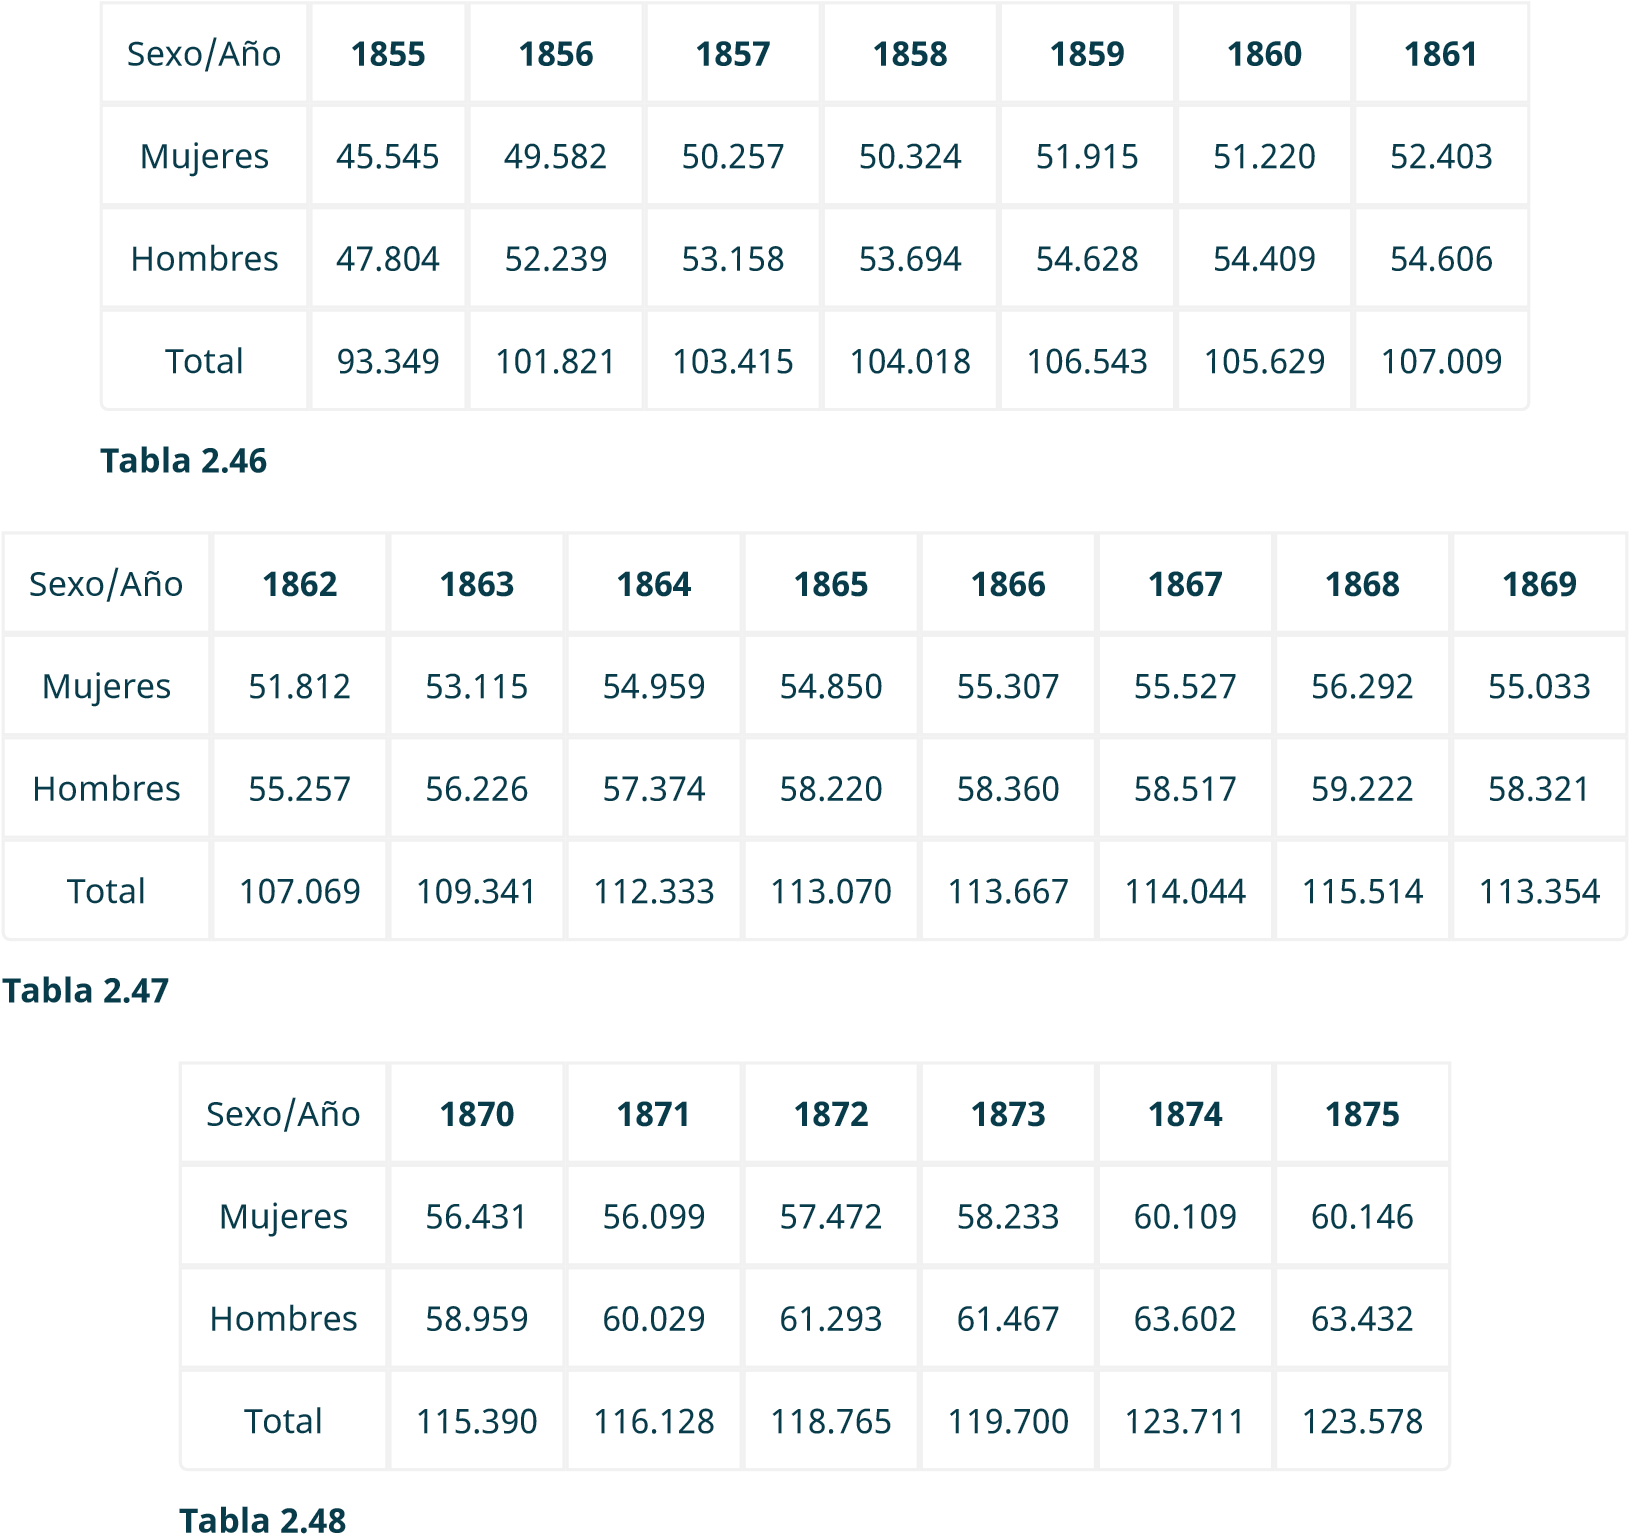 Sexo/Año 1855 1856 1857 1858 1859 1860 1861
Mujeres 45.545 49.582 50.257 50.324 51.915 51.220 52.403
Hombres 47.804 52.239 53.158 53.694 54.628 54.409 54.606
Total 93.349 101.821 103.415 104.018 106.543 105.629 107.009
Tabla 2.46
Sexo/Año 1862 1863 1864 1865 1866 1867 1868 1869
Mujeres 51.812 53.115 54.959 54.850 55.307 55.527 56.292 55.033
Hombres 55.257 56.226 57.374 58.220 58.360 58.517 59.222 58.321
Total 107.069 109.341 112.333 113.070 113.667 114.044 115.514 113.354
Tabla 2.47
Sexo/Año 1870 1871 1872 1873 1874 1875
Mujeres 56.431 56.099 57.472 58.233 60.109 60.146
Hombres 58.959 60.029 61.293 61.467 63.602 63.432
Total 115.390 116.128 118.765 119.700 123.711 123.578
Tabla 2.48